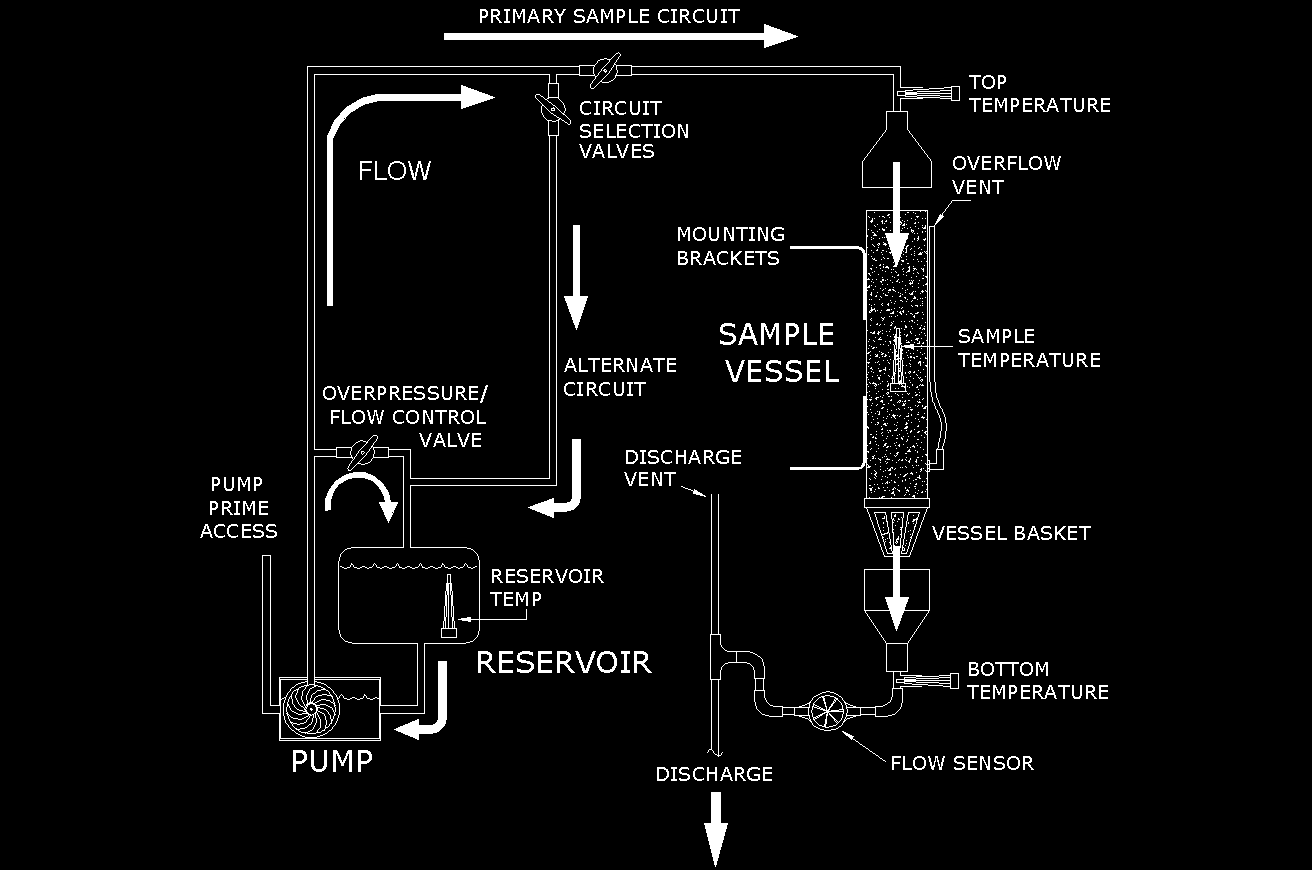 PRIMARY SAMPLE CIRCUIT
TOP
TEMPERATURE
CIRCUIT
SELECTION
VALVES
FLOW
OVERFLOW
VENT
MOUNTING
BRACKETS
SAMPLE
VESSEL
SAMPLE
TEMPERATURE
ALTERNATE
CIRCUIT
OVERPRESSURE/
FLOW CONTROL
VALVE
DISCHARGE
VENT
PUMP
PRIME
ACCESS
VESSEL BASKET
RESERVOIR
TEMP
RESERVOIR
BOTTOM
TEMPERATURE
PUMP
FLOW SENSOR
DISCHARGE